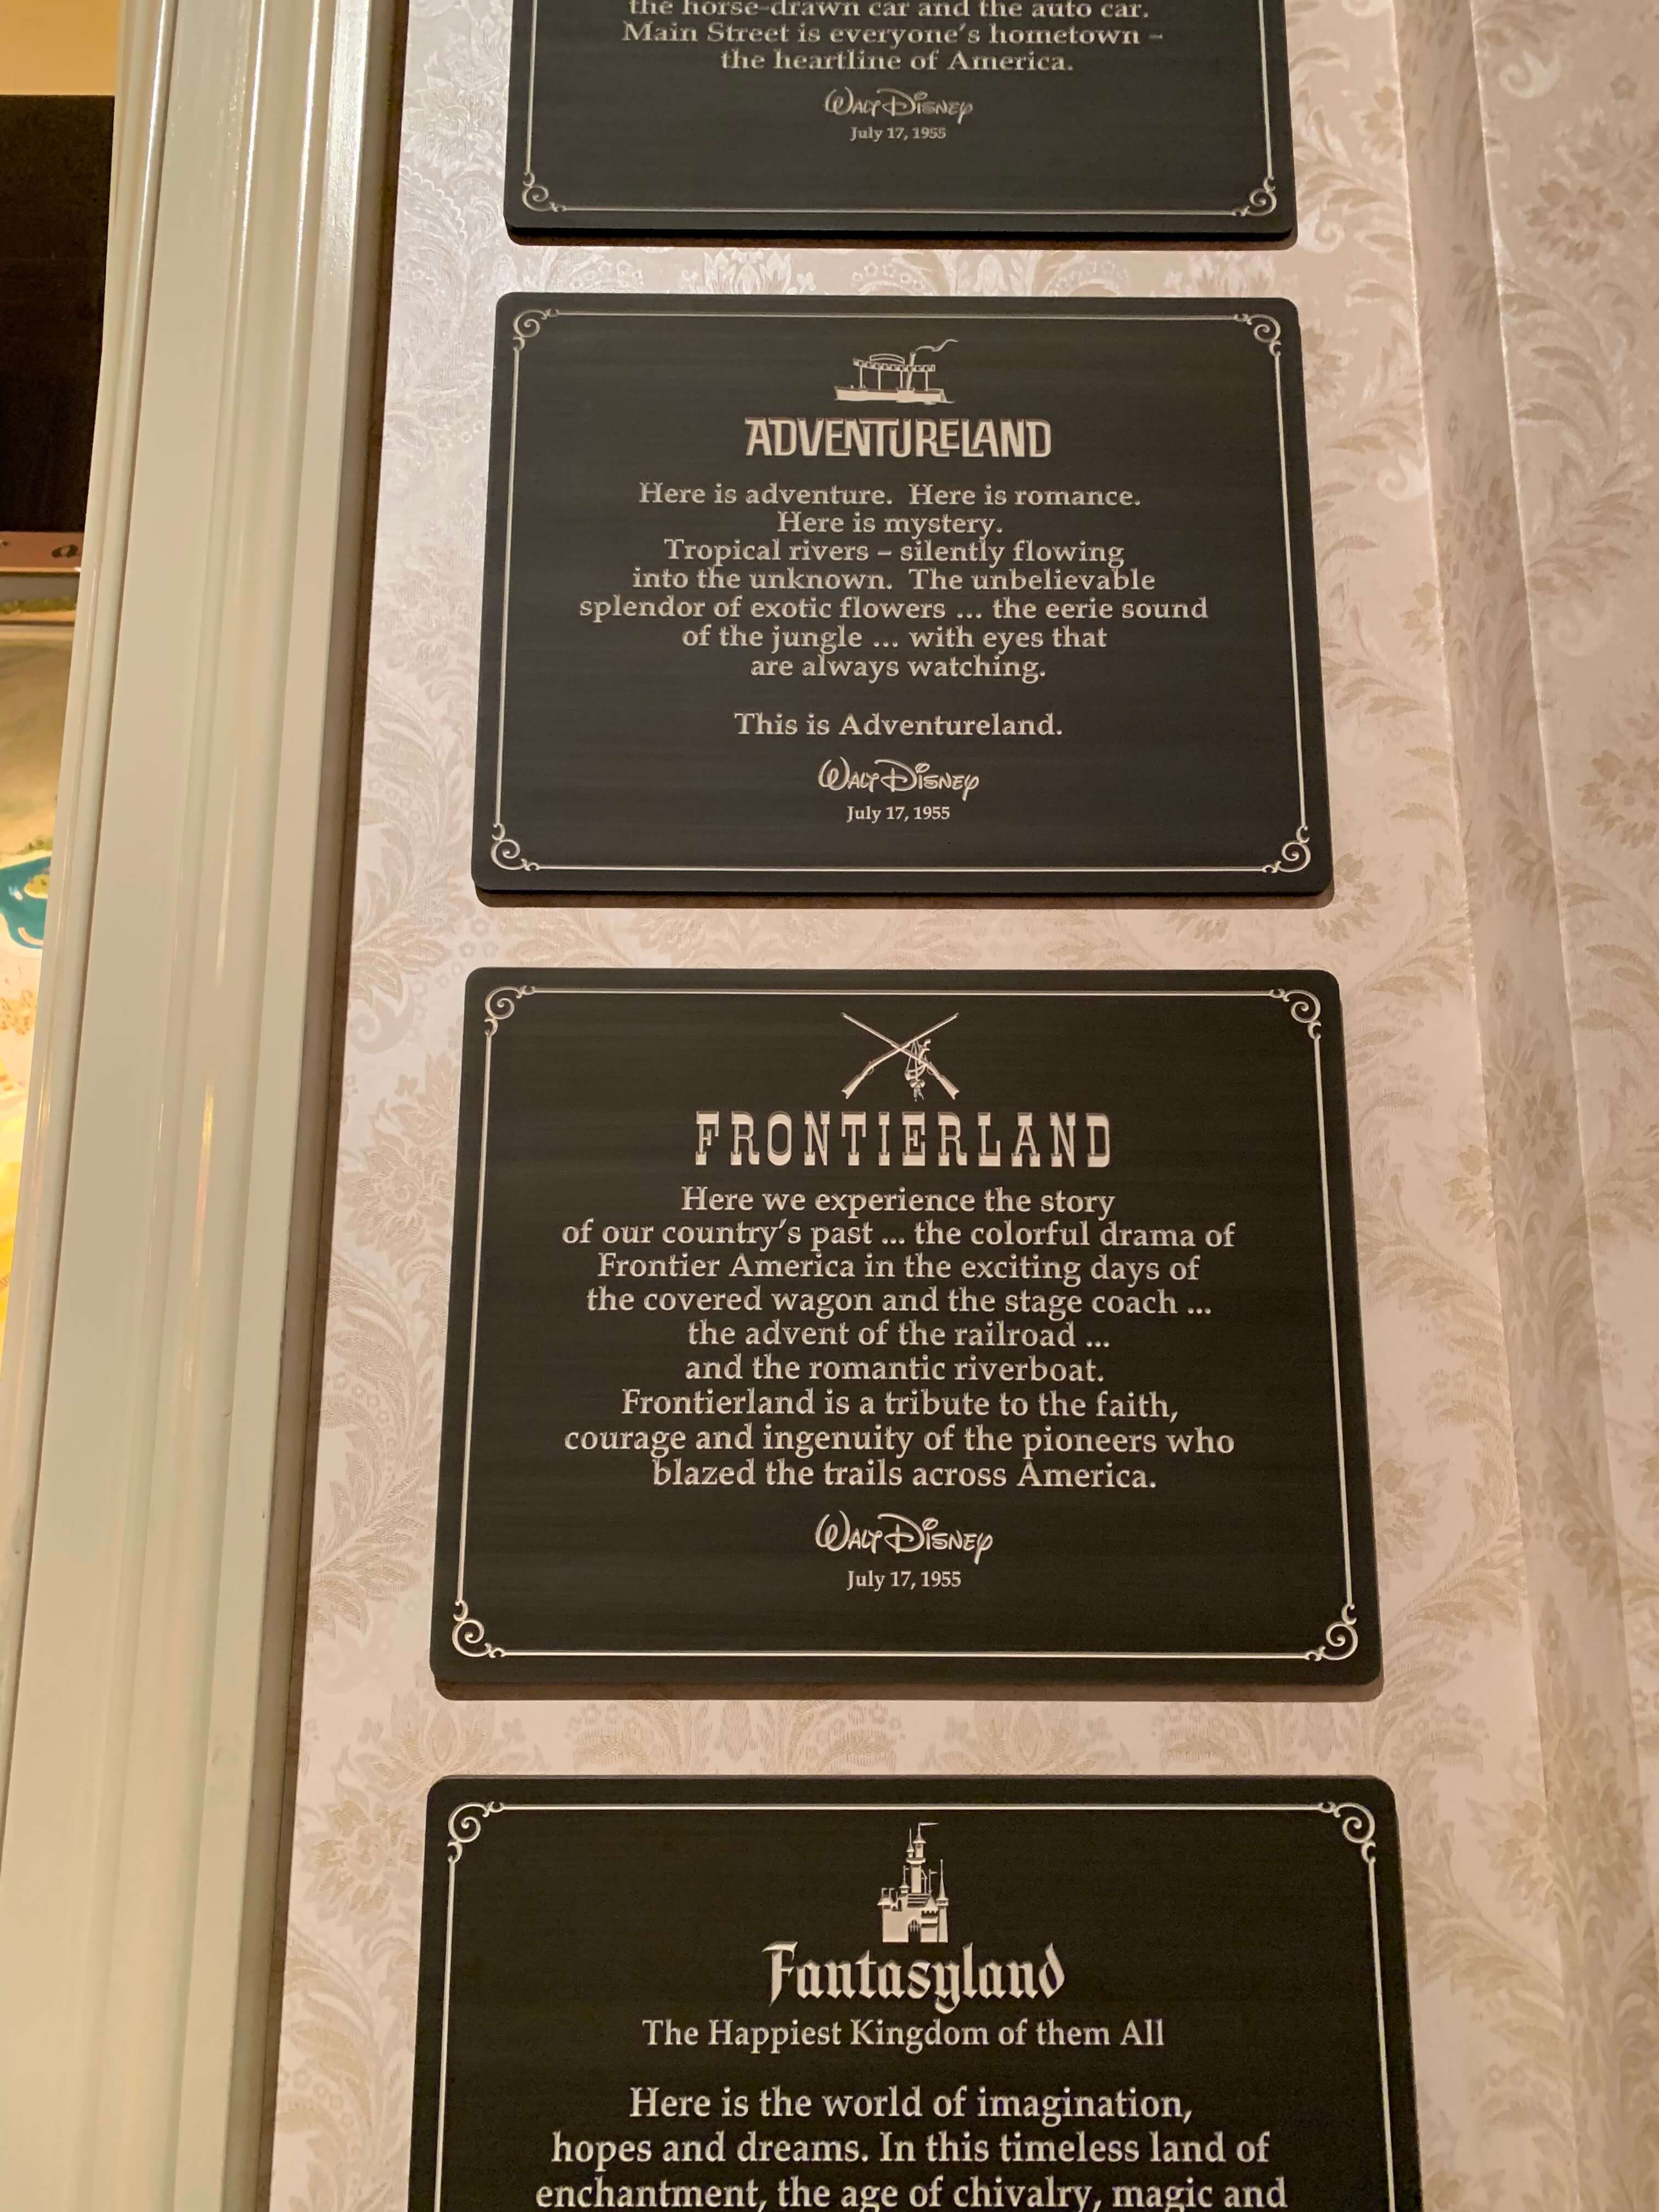 the horse-drawn car and the auto car.
Main Street is everyone's hometown –
the heartline of America.
Walt Disney
July 17, 1955
ADVENTURELAND
Here is adventure. Here is romance.
Here is mystery.
Tropical rivers – silently flowing
into the unknown. The unbelievable
splendor of exotic flowers ... the eerie sound
of the jungle ... with eyes that
are always watching.
This is Adventureland.
Walt Disney
July 17, 1955
FRONTIERLAND
Here we experience the story
of our country's past ... the colorful drama of
Frontier America in the exciting days of
the covered wagon and the stage coach ...
the advent of the railroad ...
and the romantic riverboat.
Frontierland is a tribute to the faith,
courage and ingenuity of the pioneers who
blazed the trails across America.
Walt Disney
July 17, 1955
Fantasyland
The Happiest Kingdom of them All
Here is the world of imagination,
hopes and dreams. In this timeless land of
enchantment, the age of chivalry, magic and